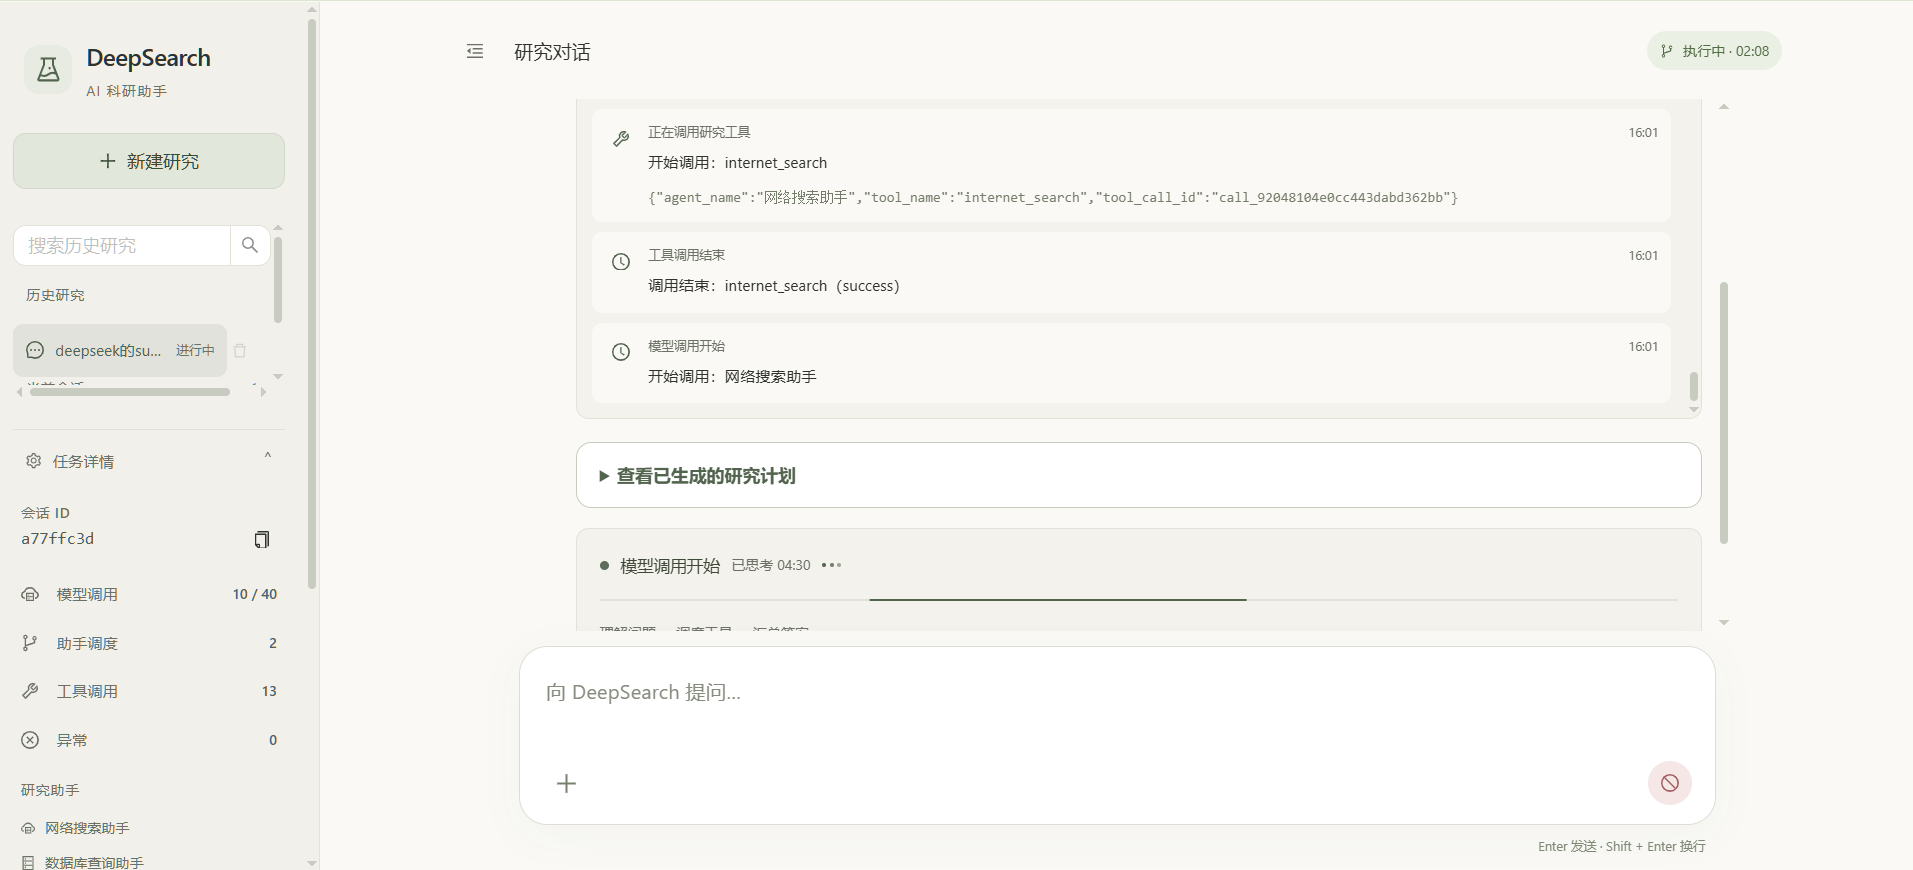 DeepSearch
AI 科研助手
新建研究
搜索历史研究
历史研究
deepseek的su... 进行中
任务详情
会话 ID
a77ffc3d
模型调用 10 / 40
助手调度 2
工具调用 13
异常 0
研究助手
网络搜索助手
数据库查询助手
研究对话
执行中 · 02:08
正在调用研究工具 16:01
开始调用：internet_search
{"agent_name":"网络搜索助手","tool_name":"internet_search","tool_call_id":"call_92048104e0cc443dabd362bb"}
工具调用结束 16:01
调用结束：internet_search（success）
模型调用开始 16:01
开始调用：网络搜索助手
查看已生成的研究计划
模型调用开始 已思考 04:30
向 DeepSearch 提问...
Enter 发送 · Shift + Enter 换行